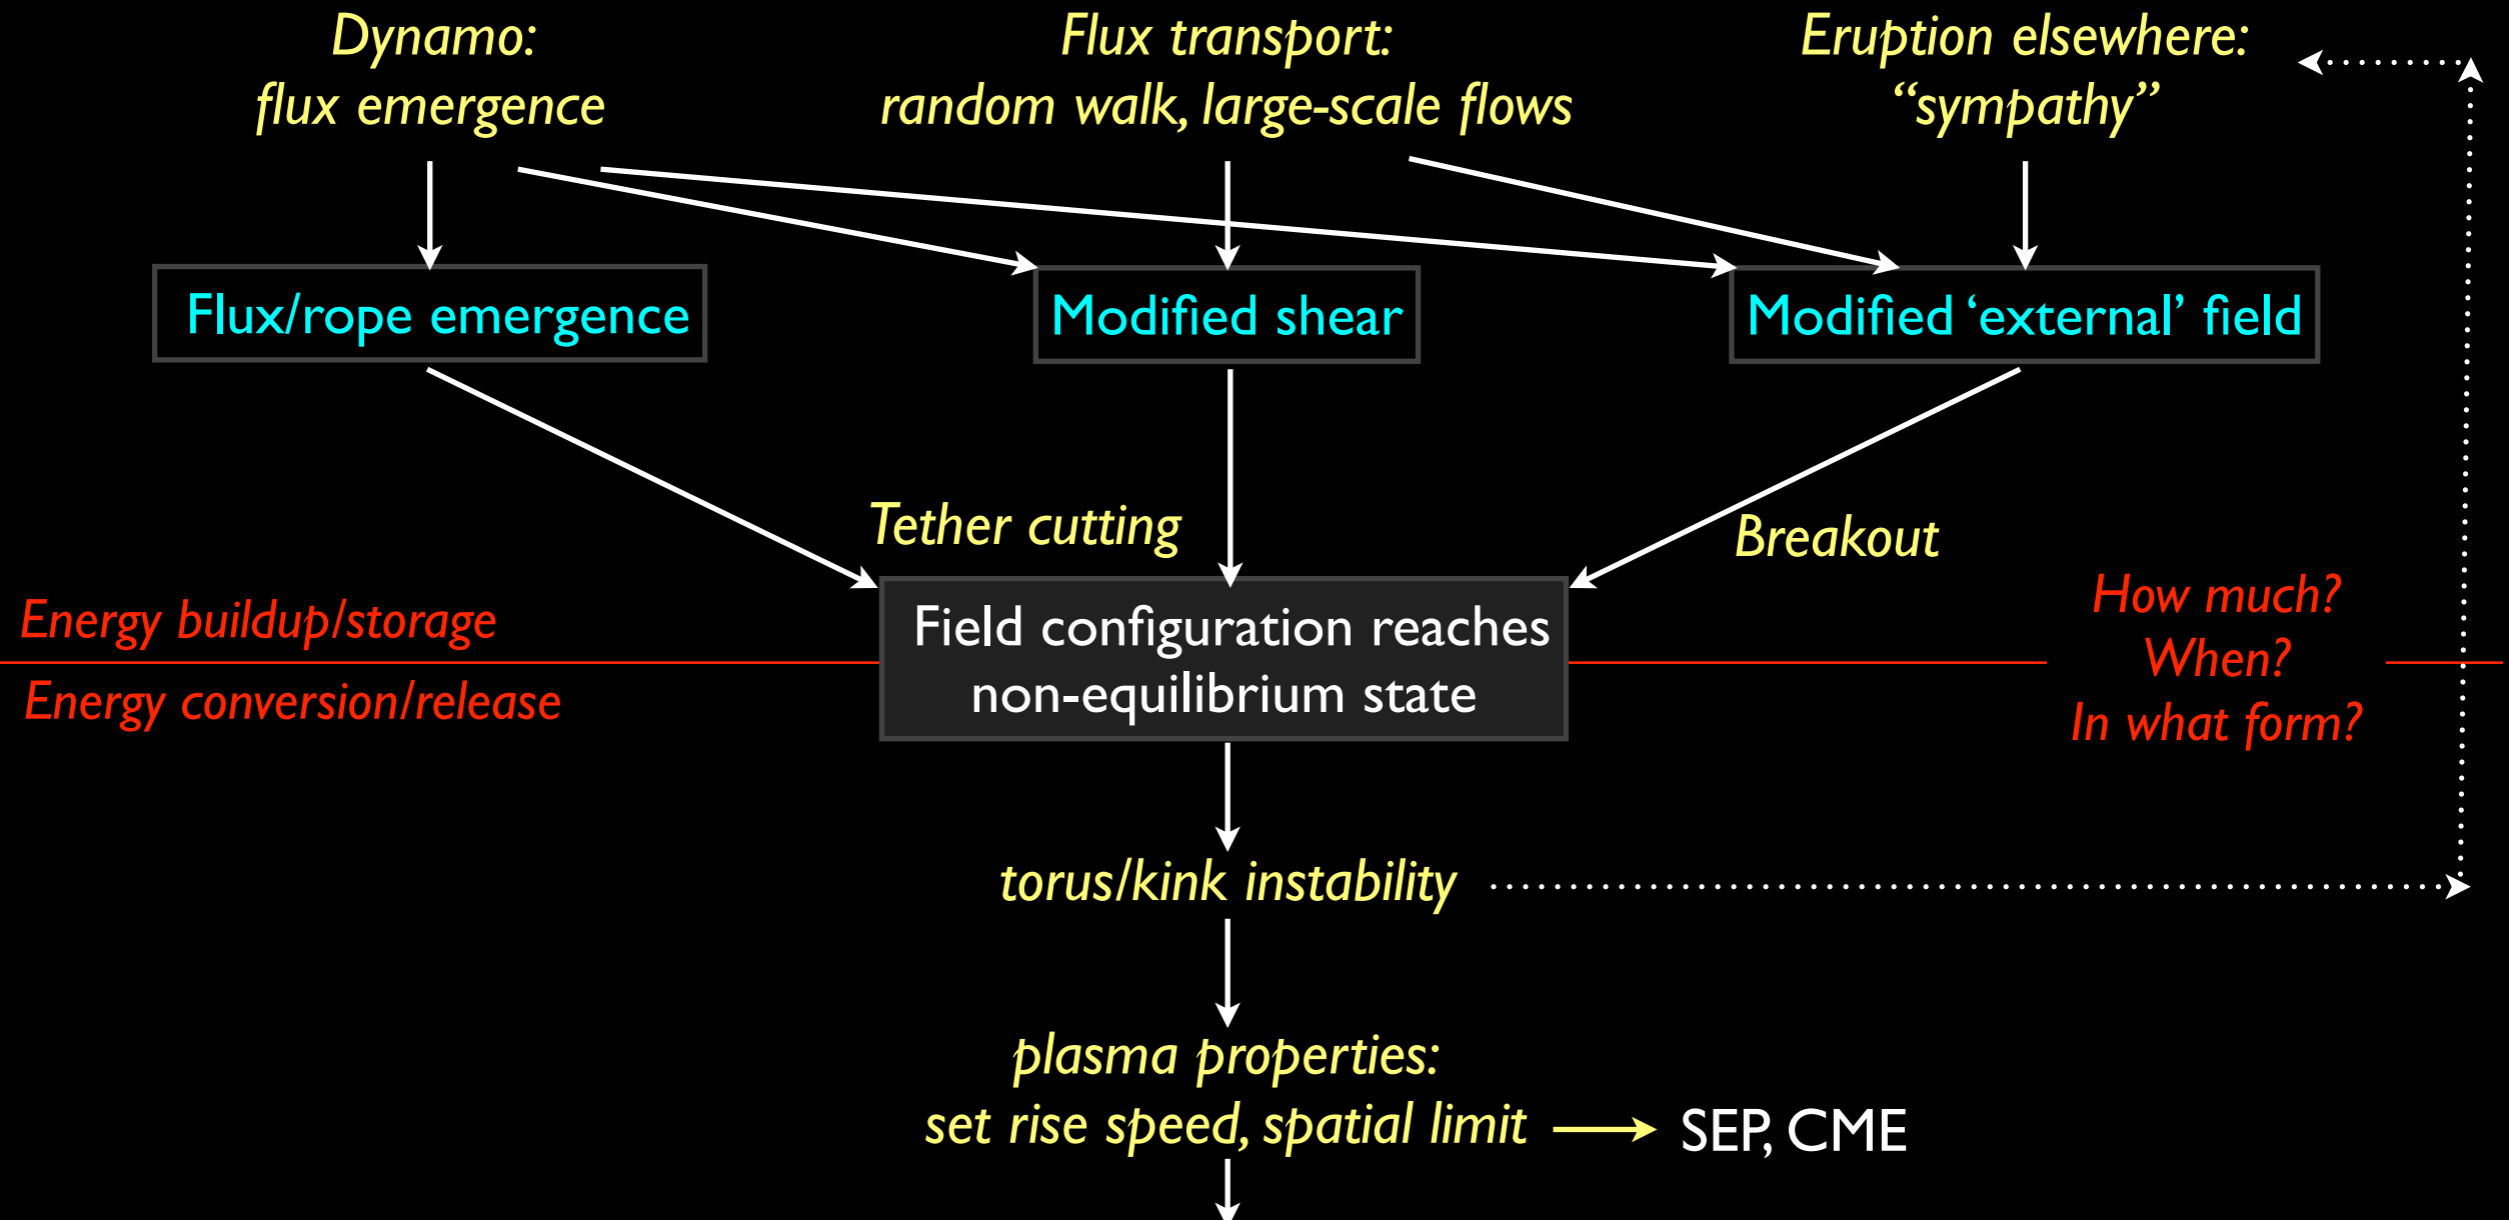 Dynamo:
flux emergence
Flux transport:
random walk, large-scale flows
Eruption elsewhere:
“sympathy”
Flux/rope emergence
Modified shear
Modified ‘external’ field
Tether cutting
Breakout
Energy buildup/storage
Energy conversion/release
Field configuration reaches
non-equilibrium state
How much?
When?
In what form?
torus/kink instability
plasma properties:
set rise speed, spatial limit
SEP, CME